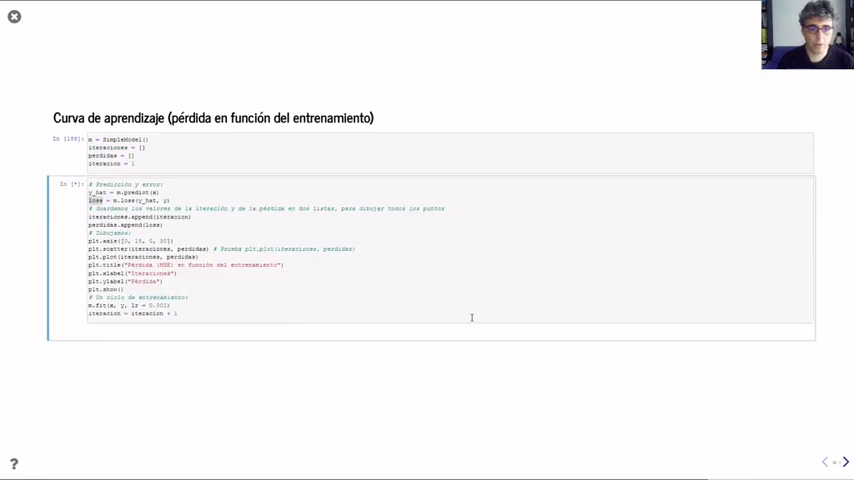 Curva de aprendizaje (pérdida en función del entrenamiento)
In [188]: m = SimpleModel()
iteraciones = []
perdidas = []
iteracion = 1
In [*]: # Predicción y error:
y_hat = m.predict(x)
loss = m.loss(y_hat, y)
# Guardamos los valores de la iteración y de la pérdida en dos listas, para dibujar todos los puntos
iteraciones.append(iteracion)
perdidas.append(loss)
# Dibujamos:
plt.axis([0, 15, 0, 30])
plt.scatter(iteraciones, perdidas) # Prueba plt.plot(iteraciones, perdidas)
plt.plot(iteraciones, perdidas)
plt.title("Pérdida (MSE) en función del entrenamiento")
plt.xlabel("Iteraciones")
plt.ylabel("Pérdida")
plt.show()
# Un ciclo de entrenamiento:
m.fit(x, y, lr = 0.001)
iteracion = iteracion + 1
?